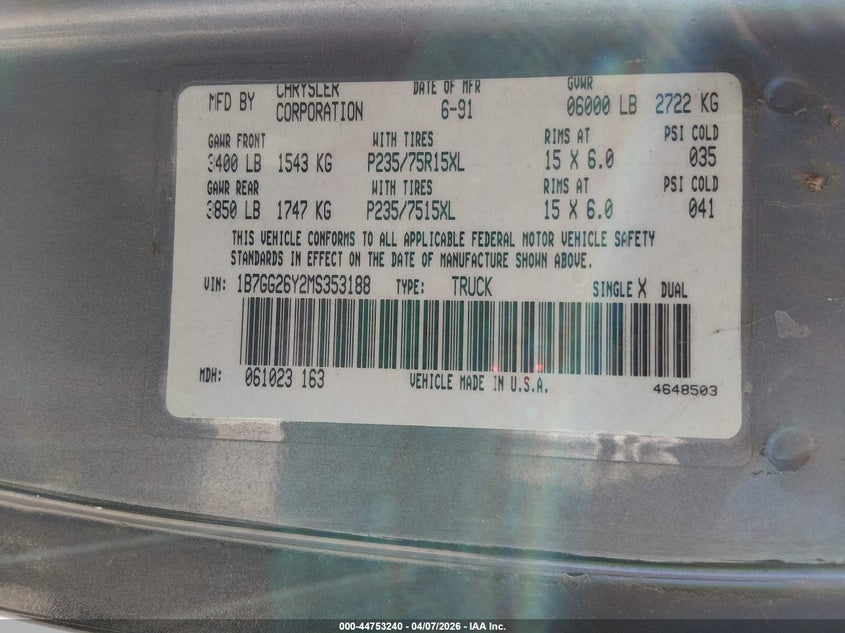 MFD BY CHRYSLER CORPORATION DATE OF MFR 6-91 GVWR 06000 LB 2722 KG
GAWR FRONT WITH TIRES RIMS AT PSI COLD
3400 LB 1543 KG P235/75R15XL 15 X 6.0 035
GAWR REAR WITH TIRES RIMS AT PSI COLD
3850 LB 1747 KG P235/7515XL 15 X 6.0 041
THIS VEHICLE CONFORMS TO ALL APPLICABLE FEDERAL MOTOR VEHICLE SAFETY
STANDARDS IN EFFECT ON THE DATE OF MANUFACTURE SHOWN ABOVE.
VIN: 1B7GG26Y2MS353188 TYPE: TRUCK SINGLE X DUAL
MDH: 061023 163 VEHICLE MADE IN U.S.A. 4648503
000-44753240 - 04/07/2026 - IAA Inc.